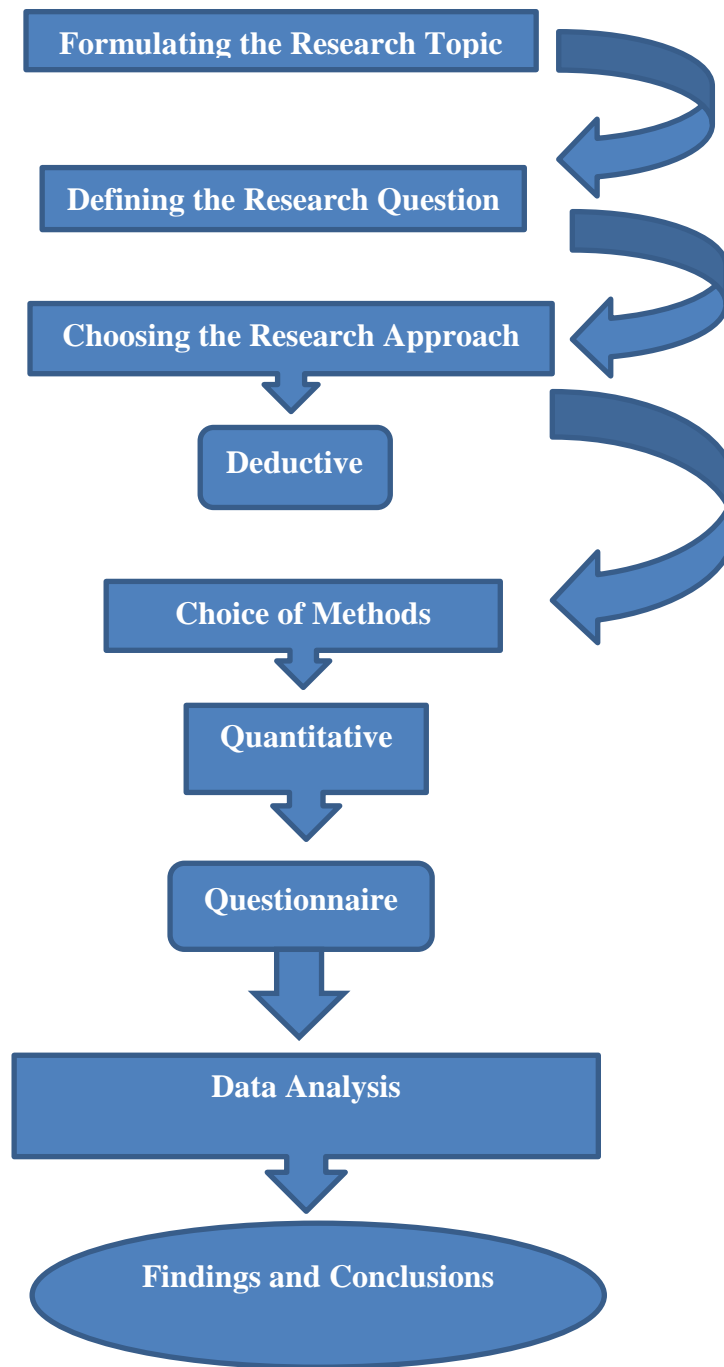 Formulating the Research Topic
Defining the Research Question
Choosing the Research Approach
Deductive
Choice of Methods
Quantitative
Questionnaire
Data Analysis
Findings and Conclusions